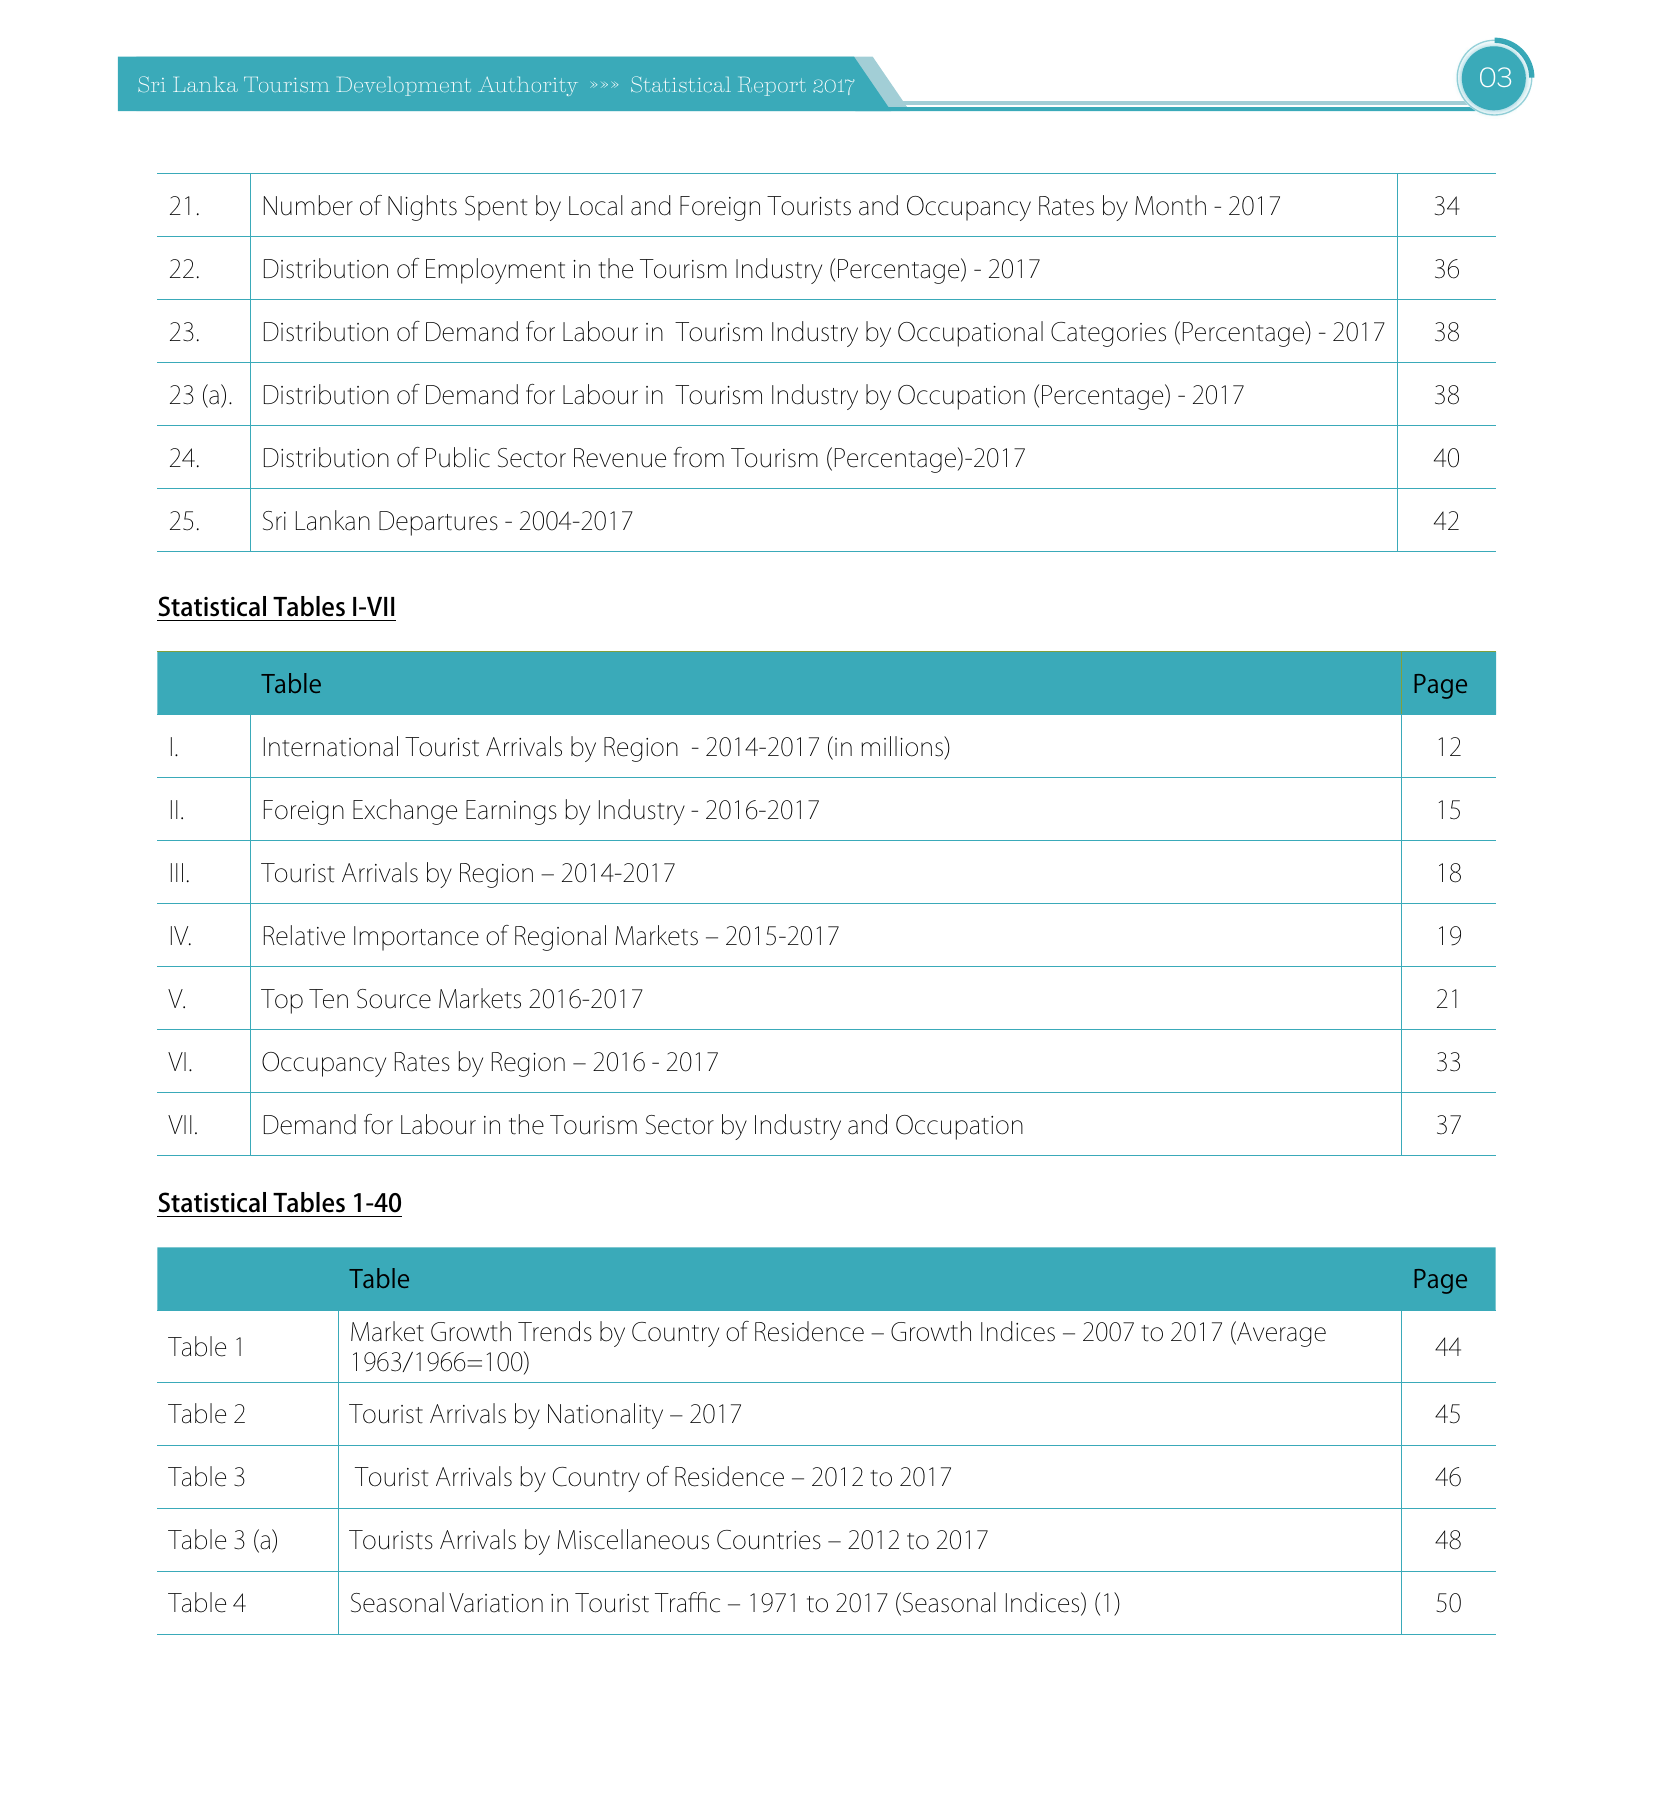 Sri Lanka Tourism Development Authority »»» Statistical Report 2017
03
21. Number of Nights Spent by Local and Foreign Tourists and Occupancy Rates by Month - 2017 34
22. Distribution of Employment in the Tourism Industry (Percentage) - 2017 36
23. Distribution of Demand for Labour in Tourism Industry by Occupational Categories (Percentage) - 2017 38
23 (a). Distribution of Demand for Labour in Tourism Industry by Occupation (Percentage) - 2017 38
24. Distribution of Public Sector Revenue from Tourism (Percentage)-2017 40
25. Sri Lankan Departures - 2004-2017 42
Statistical Tables I-VII
Table Page
I. International Tourist Arrivals by Region - 2014-2017 (in millions) 12
II. Foreign Exchange Earnings by Industry - 2016-2017 15
III. Tourist Arrivals by Region – 2014-2017 18
IV. Relative Importance of Regional Markets – 2015-2017 19
V. Top Ten Source Markets 2016-2017 21
VI. Occupancy Rates by Region – 2016 - 2017 33
VII. Demand for Labour in the Tourism Sector by Industry and Occupation 37
Statistical Tables 1-40
Table Page
Table 1 Market Growth Trends by Country of Residence – Growth Indices – 2007 to 2017 (Average
1963/1966=100) 44
Table 2 Tourist Arrivals by Nationality – 2017 45
Table 3 Tourist Arrivals by Country of Residence – 2012 to 2017 46
Table 3 (a) Tourists Arrivals by Miscellaneous Countries – 2012 to 2017 48
Table 4 Seasonal Variation in Tourist Traffic – 1971 to 2017 (Seasonal Indices) (1) 50